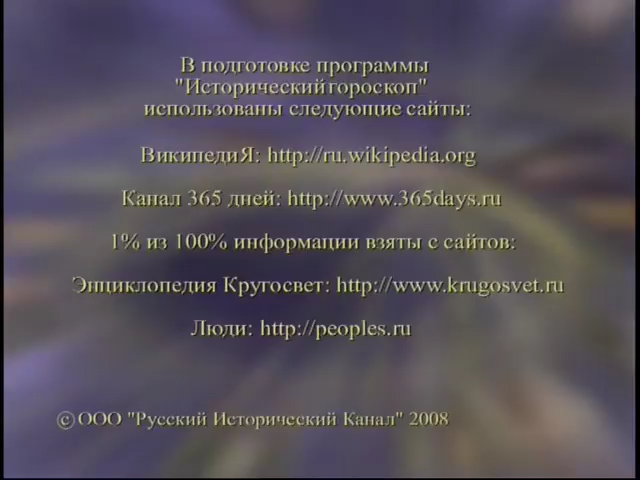 В подготовке программы
"Исторический гороскоп"
использованы следующие сайты:
ВикипедиЯ: http://ru.wikipedia.org
Канал 365 дней: http://www.365days.ru
1% из 100% информации взяты с сайтов:
Энциклопедия Кругосвет: http://www.krugosvet.ru
Люди: http://peoples.ru
© ООО "Русский Исторический Канал" 2008